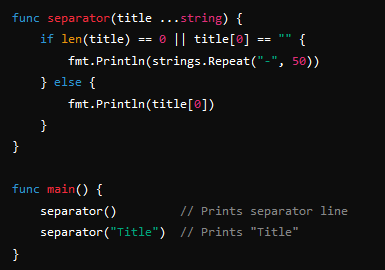 func separator(title ...string) {
    if len(title) == 0 || title[0] == "" {
        fmt.Println(strings.Repeat("-", 50))
    } else {
        fmt.Println(title[0])
    }
}

func main() {
    separator()         // Prints separator line
    separator("Title")  // Prints "Title"
}